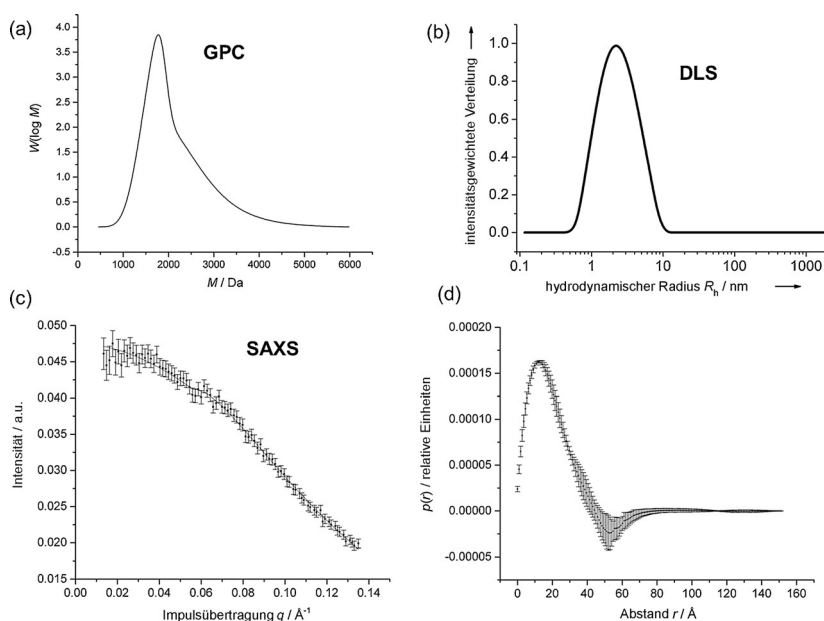 (a)
GPC
4.0
3.5
3.0
2.5
2.0
1.5
1.0
0.5
0.0
-0.5
W(log M)
0 1000 2000 3000 4000 5000 6000
M / Da
(b)
DLS
1.0
0.8
0.6
0.4
0.2
0.0
intensitätsgewichtete Verteilung
0.1 1 10 100 1000
hydrodynamischer Radius Rh / nm
(c)
SAXS
0.050
0.045
0.040
0.035
0.030
0.025
0.020
0.015
Intensität / a.u.
0.00 0.02 0.04 0.06 0.08 0.10 0.12 0.14
Impulsübertragung q / Å-1
(d)
0.00020
0.00015
0.00010
0.00005
0.00000
-0.00005
p(r) / relative Einheiten
0 20 40 60 80 100 120 140 160
Abstand r / Å